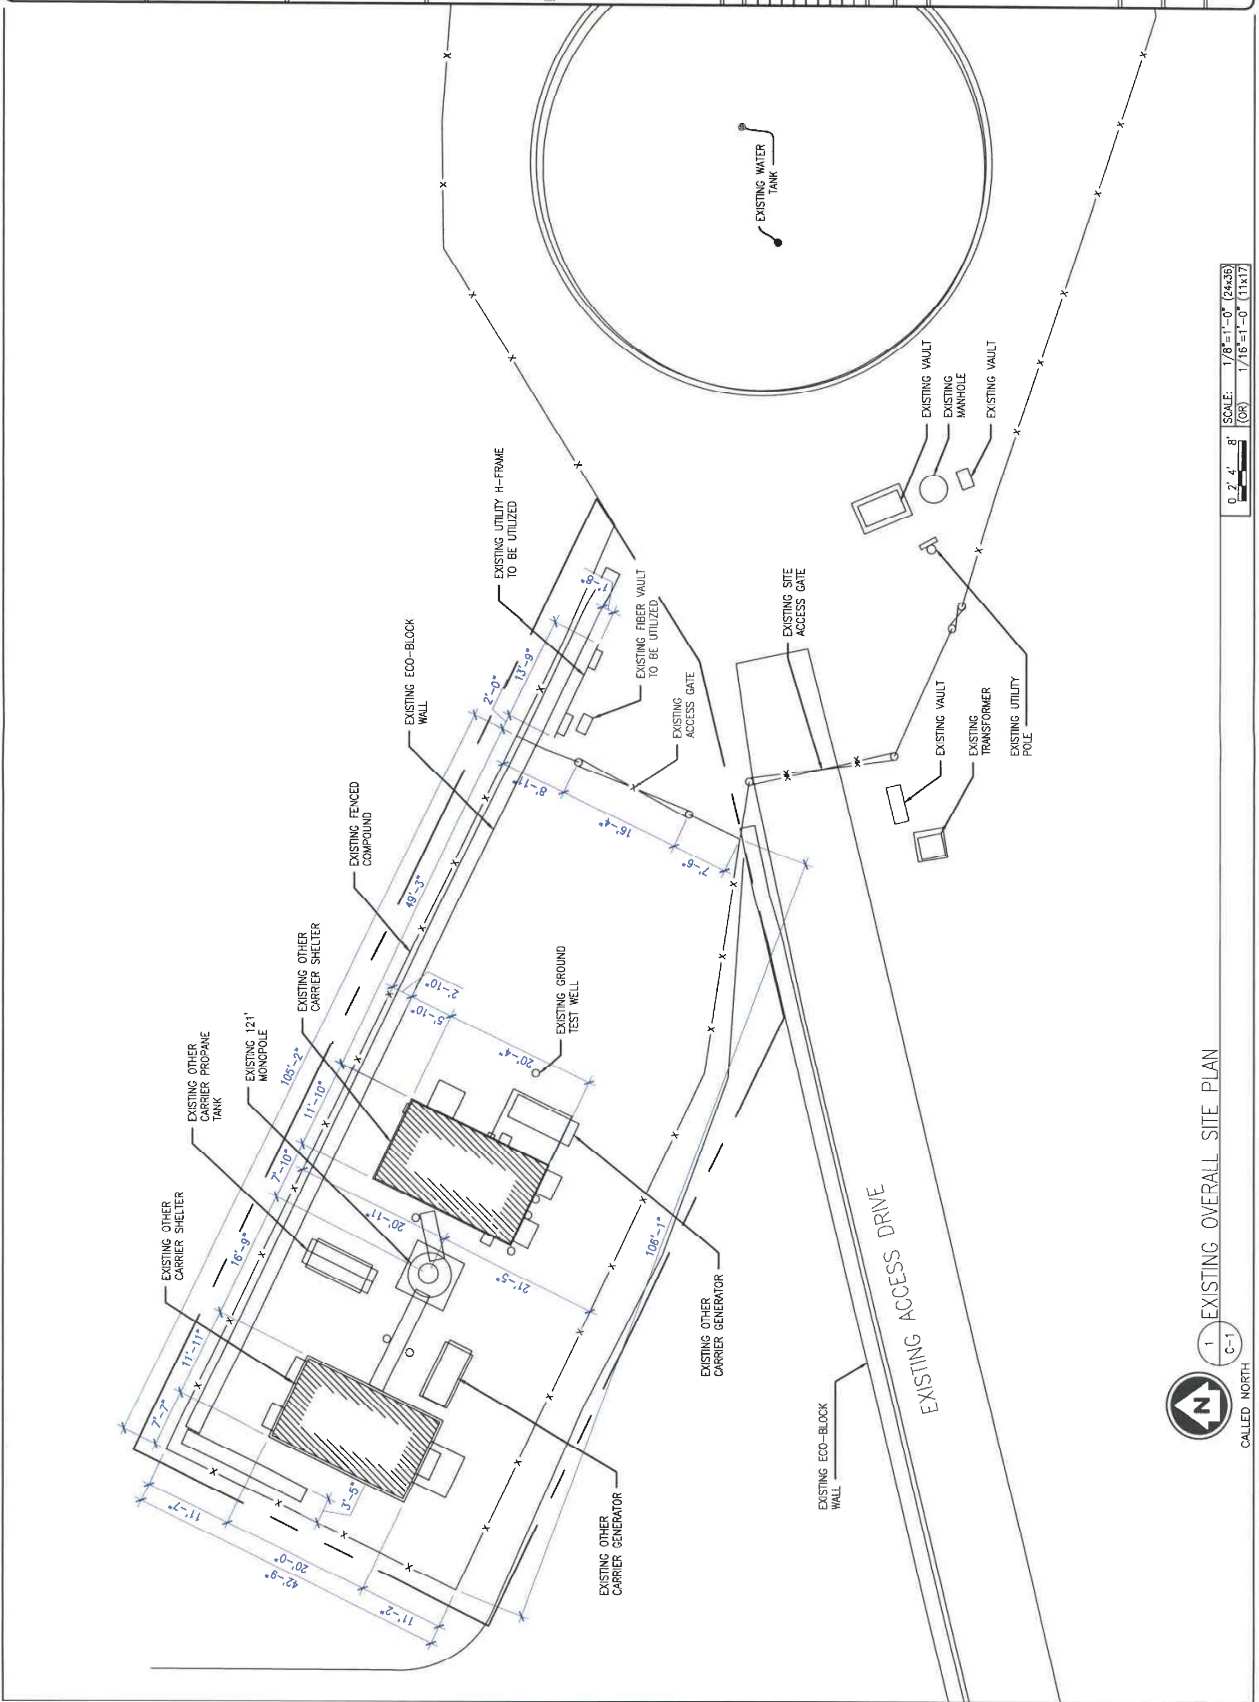 EXISTING OTHER
CARRIER SHELTER
EXISTING OTHER
CARRIER PROPANE
TANK
EXISTING 121'
MONOPOLE
EXISTING OTHER
CARRIER SHELTER
EXISTING FENCED
COMPOUND
EXISTING ECO-BLOCK
WALL
EXISTING UTILITY H-FRAME
TO BE UTILIZED
EXISTING FIBER VAULT
TO BE UTILIZED
EXISTING
ACCESS GATE
EXISTING GROUND
TEST WELL
EXISTING WATER
TANK
EXISTING SITE
ACCESS GATE
EXISTING VAULT
EXISTING
MANHOLE
EXISTING VAULT
EXISTING VAULT
EXISTING
TRANSFORMER
EXISTING UTILITY
POLE
EXISTING OTHER
CARRIER GENERATOR
EXISTING OTHER
CARRIER GENERATOR
EXISTING ECO-BLOCK
WALL
EXISTING ACCESS DRIVE
105'-2"
7'-7"
11'-11"
16'-9"
7'-10"
11'-10"
49'-3"
2'-0"
13'-9"
1'-8"
2'-10"
5'-10"
20'-4"
20'-11"
21'-5"
8'-11"
16'-4"
7'-6"
106'-1"
11'-7"
20'-0"
42'-9"
11'-2"
3'-5"
N
CALLED NORTH
1
C-1
EXISTING OVERALL SITE PLAN
0 2' 4' 8'
SCALE: 1/8"=1'-0" (24x36)
(OR) 1/16"=1'-0" (11x17)